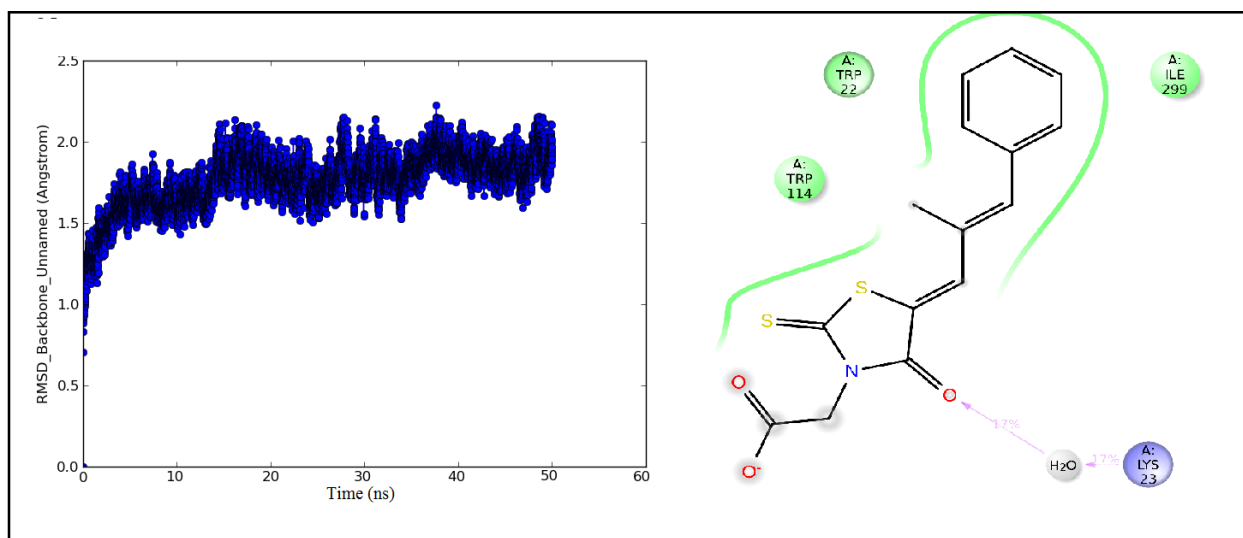 2.5
2.0
1.5
1.0
0.5
0.0
0
10
20
30
40
50
60
RMSD_Backbone_Unnamed (Angstrom)
Time (ns)
A:
TRP
22
A:
ILE
299
A:
TRP
114
S
S
N
O
O
O-
17%
H2O
17%
A:
LYS
23